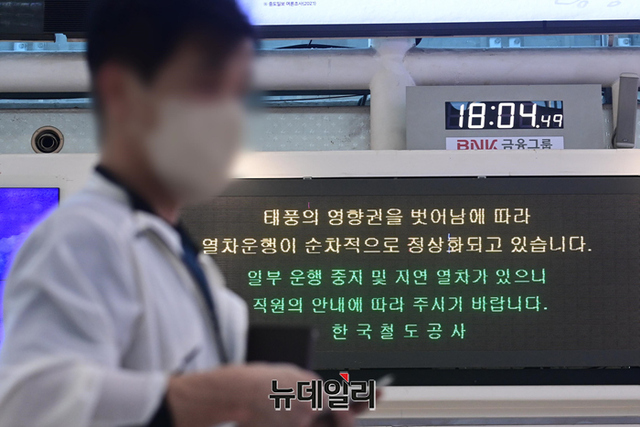 18:04.49
BNK 금융그룹
태풍의 영향권을 벗어남에 따라
열차운행이 순차적으로 정상화되고 있습니다.
일부 운행 중지 및 지연 열차가 있으니
직원의 안내에 따라 주시기 바랍니다.
한국철도공사
뉴데일리